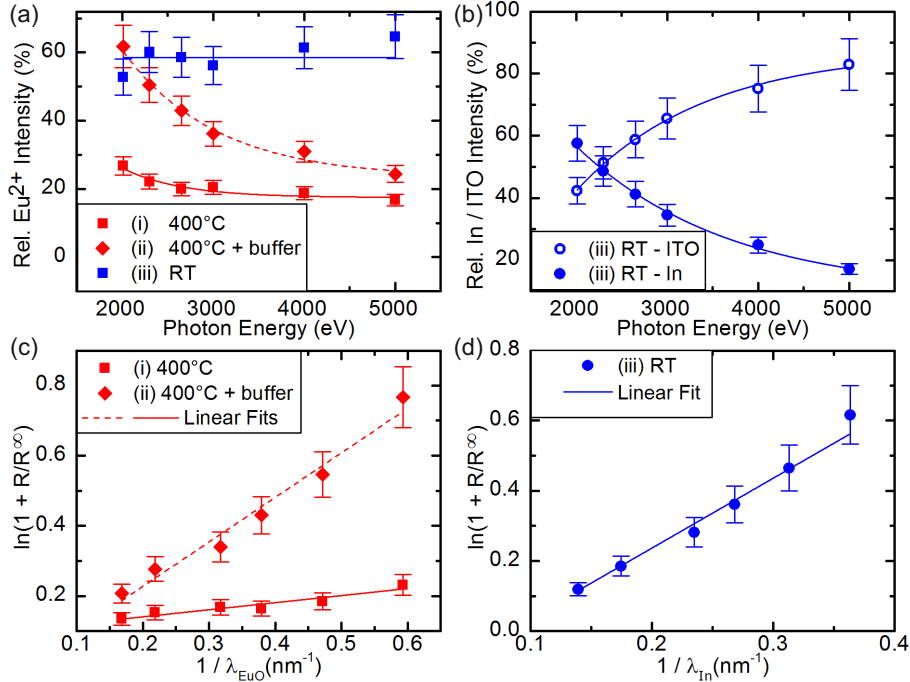 (a)
Rel. Eu²⁺ Intensity (%)
80
60
40
20
0
(i) 400°C
(ii) 400°C + buffer
(iii) RT
2000 3000 4000 5000
Photon Energy (eV)
(b)
Rel. In / ITO Intensity (%)
100
80
60
40
20
(iii) RT - ITO
(iii) RT - In
2000 3000 4000 5000
Photon Energy (eV)
(c)
ln(1 + R/R∞)
0.8
0.6
0.4
0.2
(i) 400°C
(ii) 400°C + buffer
Linear Fits
0.1 0.2 0.3 0.4 0.5 0.6
1 / λEuO(nm⁻¹)
(d)
ln(1 + R/R∞)
0.8
0.6
0.4
0.2
0.0
(iii) RT
Linear Fit
0.1 0.2 0.3 0.4
1 / λIn(nm⁻¹)